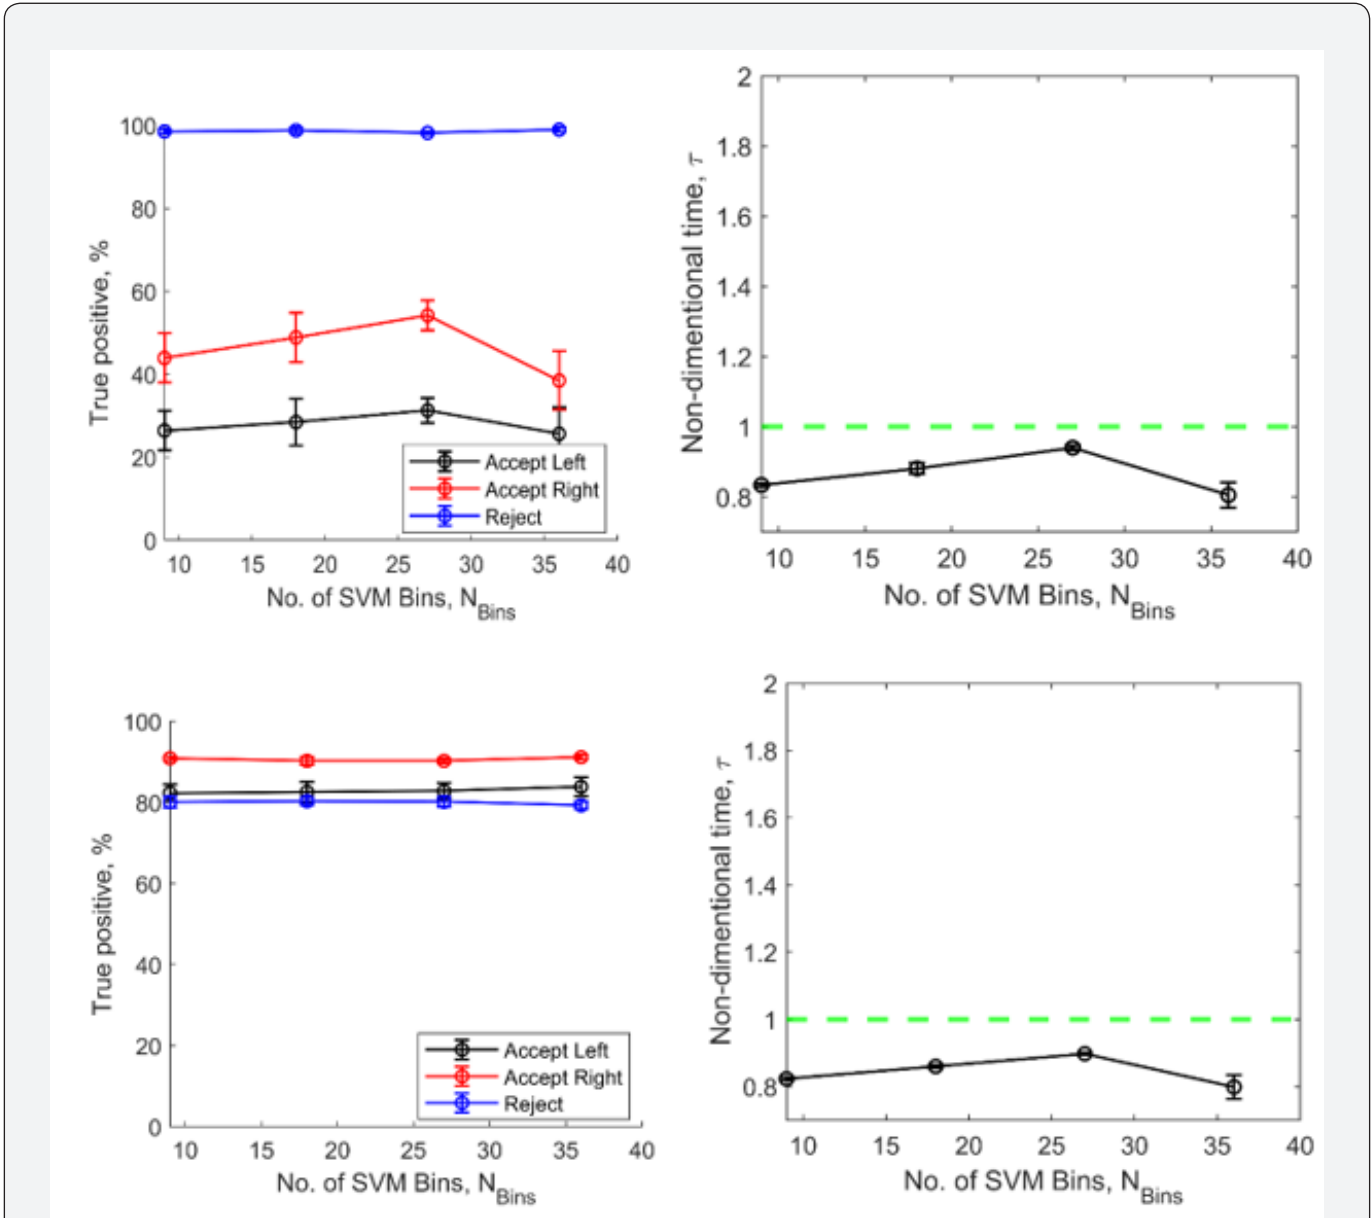 100
80
60
40
20
0
True positive, %
10 15 20 25 30 35 40
No. of SVM Bins, N_Bins
Accept Left
Accept Right
Reject
2
1.8
1.6
1.4
1.2
1
0.8
Non-dimentional time, τ
10 15 20 25 30 35 40
No. of SVM Bins, N_Bins
100
80
60
40
20
0
True positive, %
10 15 20 25 30 35 40
No. of SVM Bins, N_Bins
Accept Left
Accept Right
Reject
2
1.8
1.6
1.4
1.2
1
0.8
Non-dimentional time, τ
10 15 20 25 30 35 40
No. of SVM Bins, N_Bins